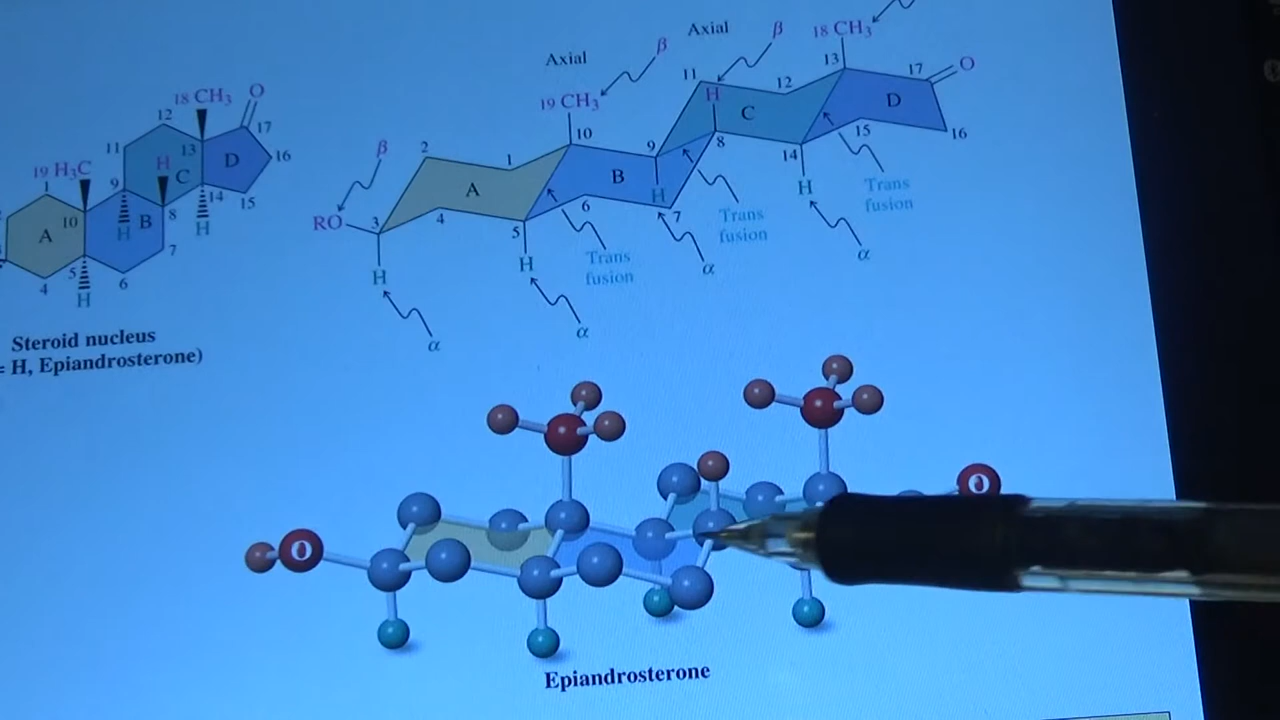 18 CH3
O
12
17
11
13
D
16
19 H3C
H
C
1
9
14
15
10
B
8
A
H
H
5
7
4
6
H
Steroid nucleus
= H, Epiandrosterone)
Axial
β
Axial
β
18 CH3
13
17
O
11
12
19 CH3
H
C
D
10
β
2
9
8
15
16
1
14
A
B
H
Trans
fusion
RO
3
4
6
H
7
Trans
fusion
5
H
H
Trans
fusion
α
α
α
α
O
O
Epiandrosterone